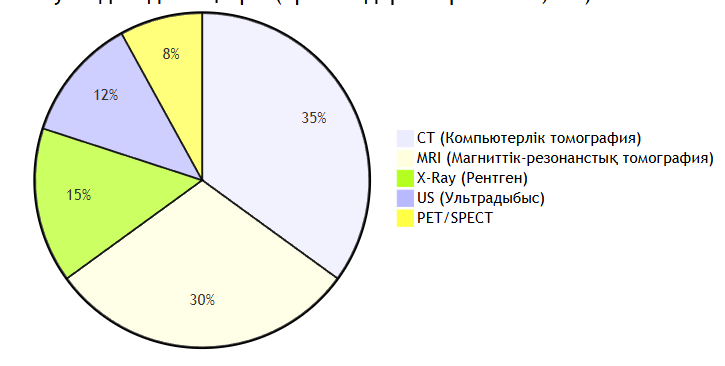 8%
12%
35%
15%
30%
CT (Компьютерлік томография)
MRI (Магниттік-резонанстық томография)
X-Ray (Рентген)
US (Ультрадыбыс)
PET/SPECT